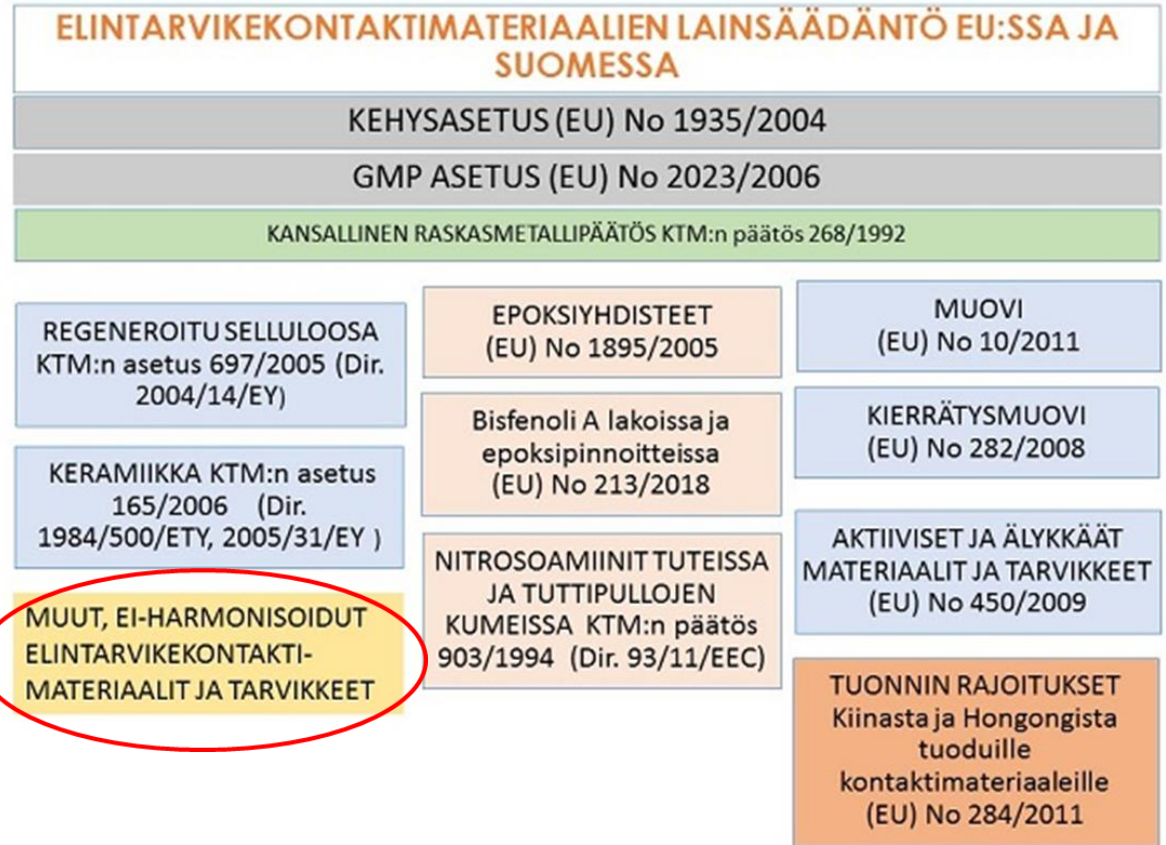 ELINTARVIKEKONTAKTIMATERIAALIEN LAINSÄÄDÄNTÖ EU:SSA JA
SUOMESSA
KEHYSASETUS (EU) No 1935/2004
GMP ASETUS (EU) No 2023/2006
KANSALLINEN RASKASMETALLIPÄÄTÖS KTM:n päätös 268/1992
REGENEROITU SELLULOOSA
KTM:n asetus 697/2005 (Dir.
2004/14/EY)
KERAMIIKKA KTM:n asetus
165/2006 (Dir.
1984/500/ETY, 2005/31/EY )
MUUT, EI-HARMONISOIDUT
ELINTARVIKEKONTAKTI-
MATERIAALIT JA TARVIKKEET
EPOKSIYHDISTEET
(EU) No 1895/2005
Bisfenoli A lakoissa ja
epoksipinnoitteissa
(EU) No 213/2018
NITROSOAMIINIT TUTEISSA
JA TUTTIPULLOJEN
KUMEISSA KTM:n päätös
903/1994 (Dir. 93/11/EEC)
MUOVI
(EU) No 10/2011
KIERRÄTYSMUOVI
(EU) No 282/2008
AKTIIVISET JA ÄLYKKÄÄT
MATERIAALIT JA TARVIKKEET
(EU) No 450/2009
TUONNIN RAJOITUKSET
Kiinasta ja Hongongista
tuoduille
kontaktimateriaaleille
(EU) No 284/2011